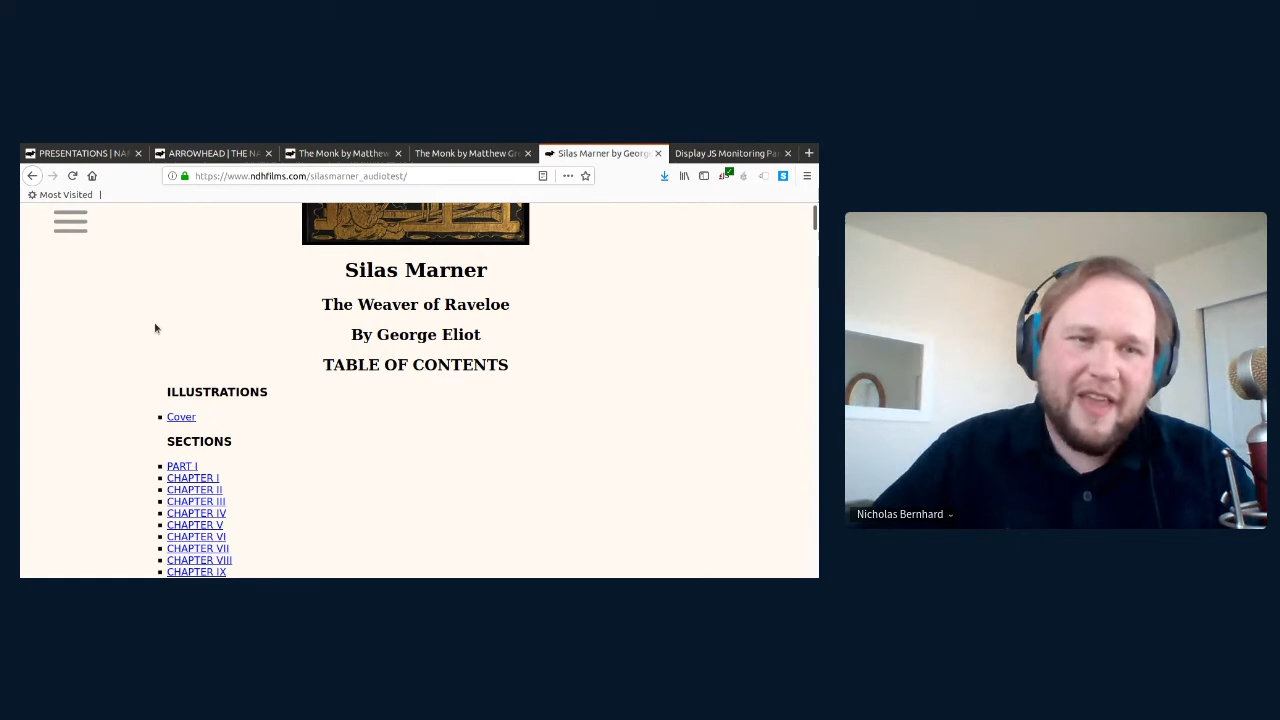 PRESENTATIONS | NA
ARROWHEAD | THE N
The Monk by Matthew
The Monk by Matthew Gr
Silas Marner by Georg
Display JS Monitoring Pa
https://www.ndhfilms.com/silasmarner_audiotest/
Most Visited
Silas Marner
The Weaver of Raveloe
By George Eliot
TABLE OF CONTENTS
ILLUSTRATIONS
Cover
SECTIONS
PART I
CHAPTER I
CHAPTER II
CHAPTER III
CHAPTER IV
CHAPTER V
CHAPTER VI
CHAPTER VII
CHAPTER VIII
CHAPTER IX
Nicholas Bernhard